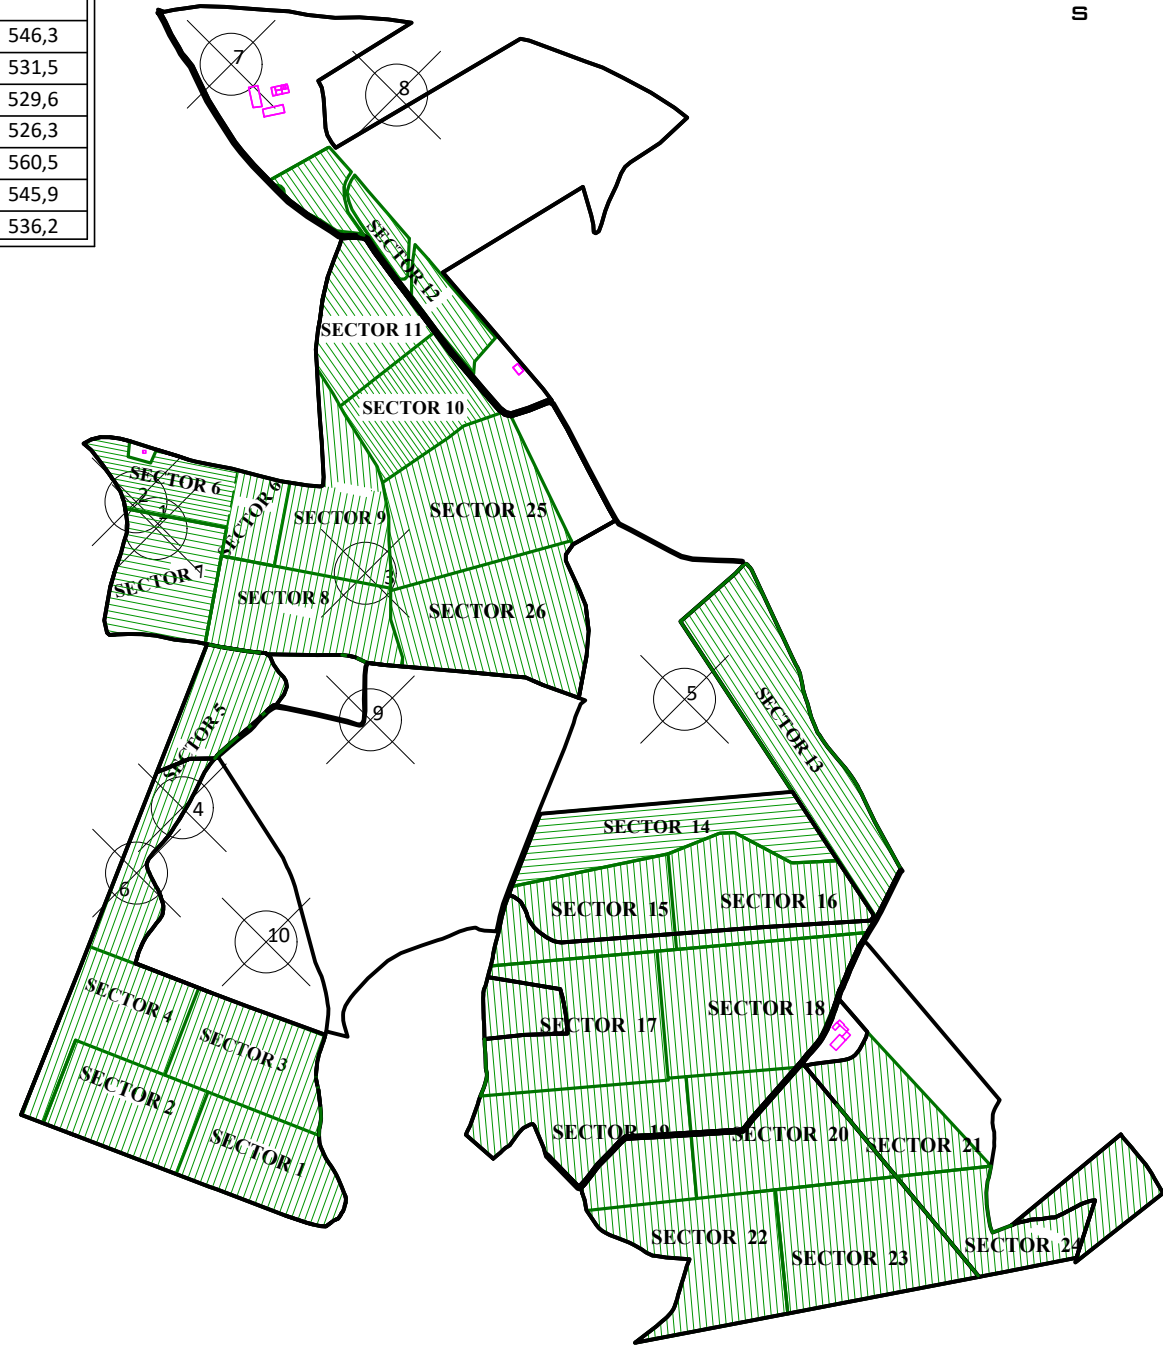 S
546,3
531,5
529,6
526,3
560,5
545,9
536,2
7
8
SECTOR 12
SECTOR 11
SECTOR 10
SECTOR 6
SECTOR 6
2
1
SECTOR 9
SECTOR 25
SECTOR 7
3
SECTOR 8
SECTOR 26
5
9
SECTOR 5
SECTOR 13
4
SECTOR 14
6
SECTOR 15
SECTOR 16
10
SECTOR 4
SECTOR 3
SECTOR 17
SECTOR 18
SECTOR 2
SECTOR 1
SECTOR 19
SECTOR 20
SECTOR 21
SECTOR 22
SECTOR 23
SECTOR 24